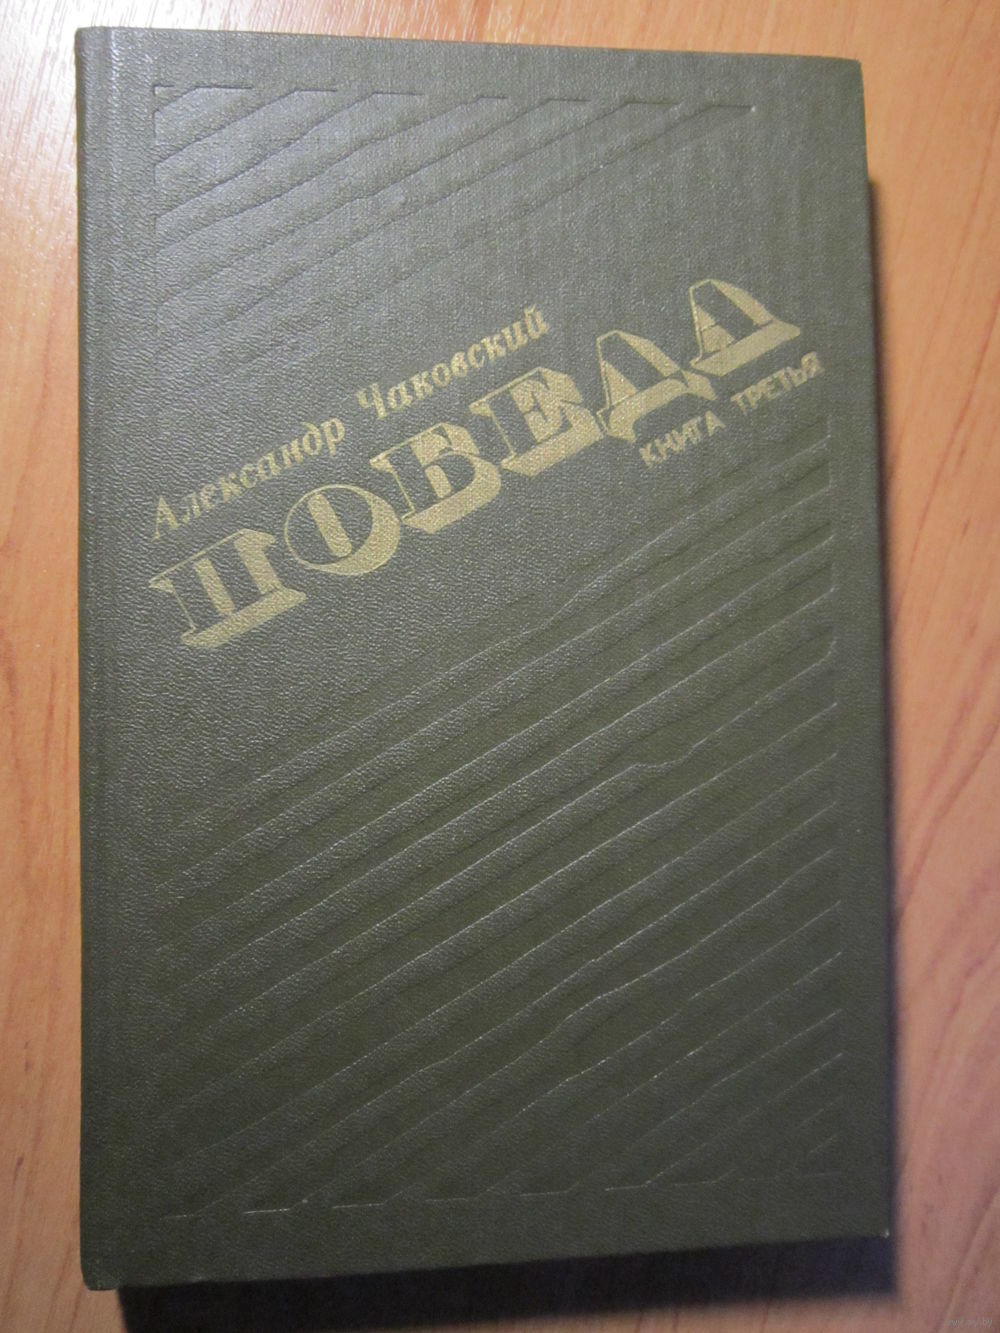 Александр Чаковский
ПОБЕДА
КНИГА ТРЕТЬЯ